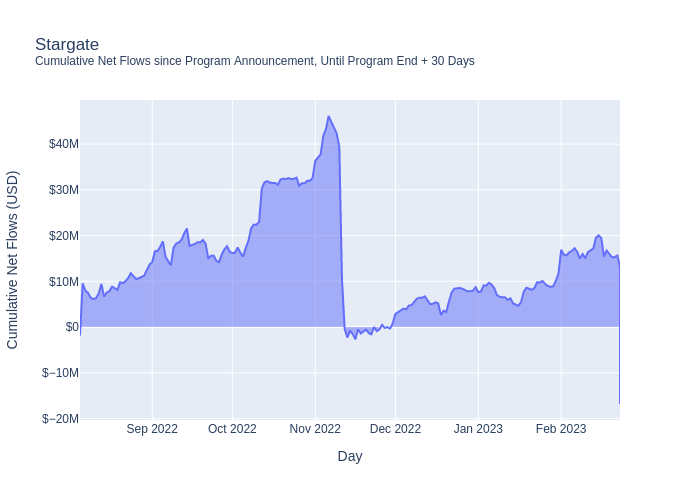 Stargate
Cumulative Net Flows since Program Announcement, Until Program End + 30 Days
Cumulative Net Flows (USD)
$40M
$30M
$20M
$10M
$0
$−10M
$−20M
Sep 2022
Oct 2022
Nov 2022
Dec 2022
Jan 2023
Feb 2023
Day